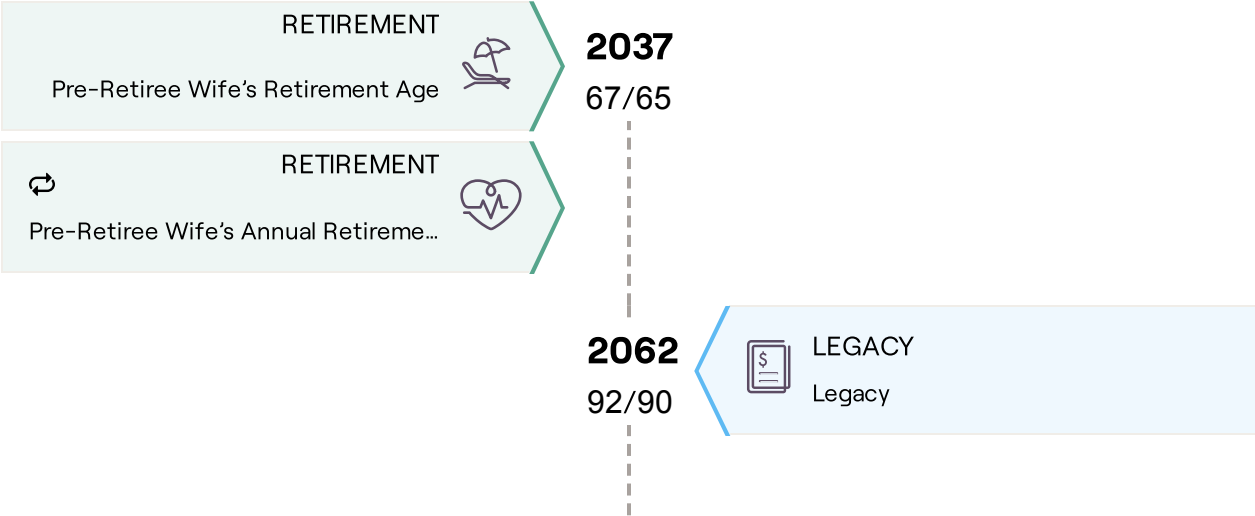 RETIREMENT
Pre-Retiree Wife’s Retirement Age
2037
67/65
RETIREMENT
Pre-Retiree Wife’s Annual Retireme...
2062
92/90
$
LEGACY
Legacy